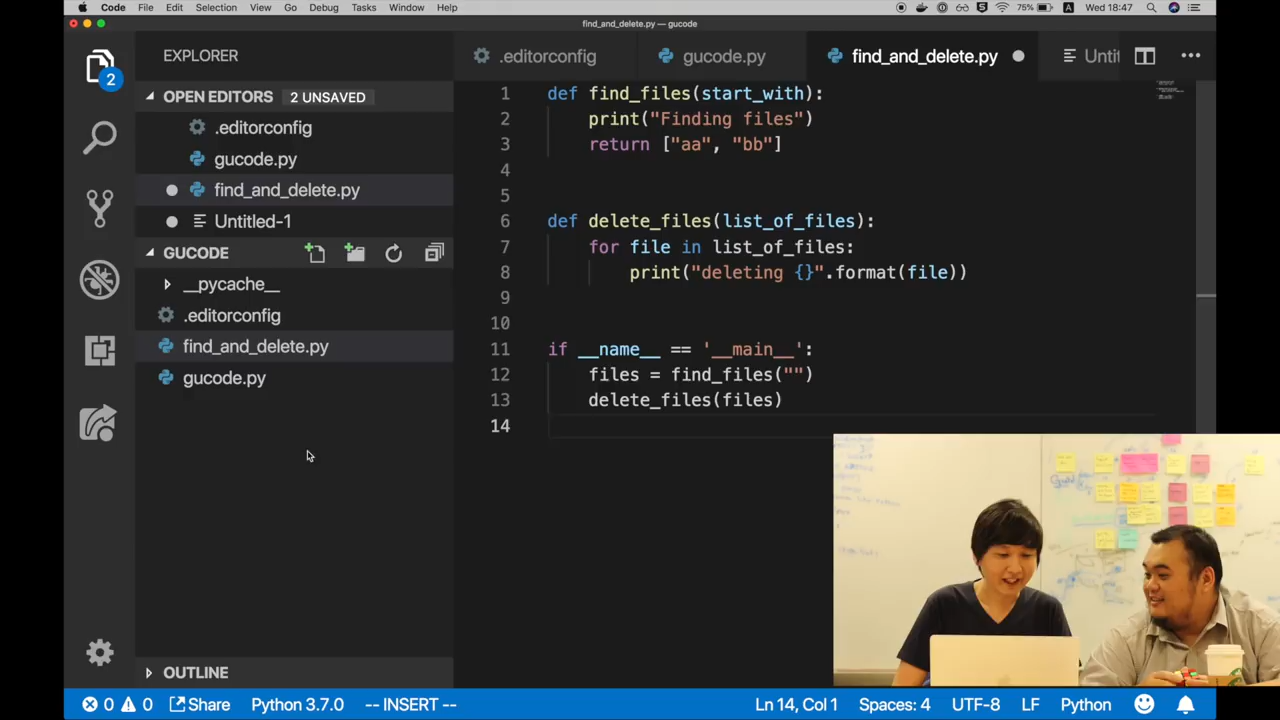 Code File Edit Selection View Go Debug Tasks Window Help 75% A Wed 18:47
find_and_delete.py — gucode
EXPLORER
.editorconfig gucode.py find_and_delete.py Untit
OPEN EDITORS 2 UNSAVED
.editorconfig
gucode.py
find_and_delete.py
Untitled-1
GUCODE
__pycache__
.editorconfig
find_and_delete.py
gucode.py
OUTLINE
2
1 def find_files(start_with):
2 print("Finding files")
3 return ["aa", "bb"]
4
5
6 def delete_files(list_of_files):
7 for file in list_of_files:
8 print("deleting {}".format(file))
9
10
11 if __name__ == '__main__':
12 files = find_files("")
13 delete_files(files)
14
0 0 Share Python 3.7.0 -- INSERT -- Ln 14, Col 1 Spaces: 4 UTF-8 LF Python